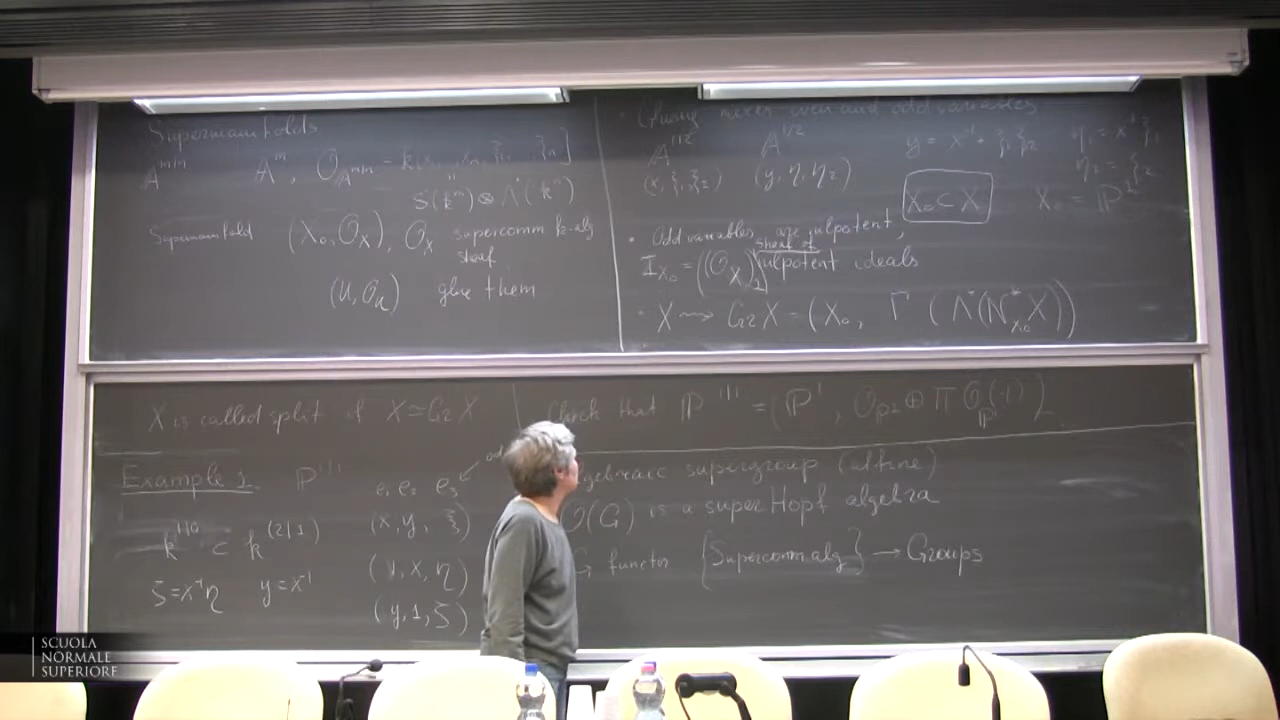 Supermanifolds
A^{m|n} A^m, O_{A^{m|n}} = k[x_1 ... x_m, ξ_1 ... ξ_n]
S(k^m) ⊗ Λ(k^n)
Supermanifold (X_0, O_X), O_X supercomm k-alg
sheaf
(U, O_U) glue them
• Gluing mixes even and odd variables
A^{1|2} A^{1|2} y = x^{-1} + ξ_1 ξ_2 η_1 = x^{-1} ξ_1
(x, ξ_1, ξ_2) (y, η_1, η_2) η_2 = ξ_2
X_0 ⊂ X X_0 = P^1
• Odd variables are nilpotent,
I_{X_0} = ((O_X)_1) sheaf of nilpotent ideals
• X ⇝ Gr X = (X_0, Γ(Λ^•(N^*_{X_0} X))
X is called split if X ≃ Gr X
Example 1. P^{1|1}
e_1 e_2 e_3
k^{1|0} ⊂ k^{(2|1)} (x, y, ξ)
(1, x, η)
ζ = x^{-1} η y = x^{-1} (y, 1, ζ)
Check that P^{1|1} = (P^1, O_{P^1} ⊕ Π O_{P^1}(-1))
algebraic supergroup (affine)
O(G) is a super Hopf algebra
G functor {Supercomm alg} → Groups
SCUOLA
NORMALE
SUPERIORE